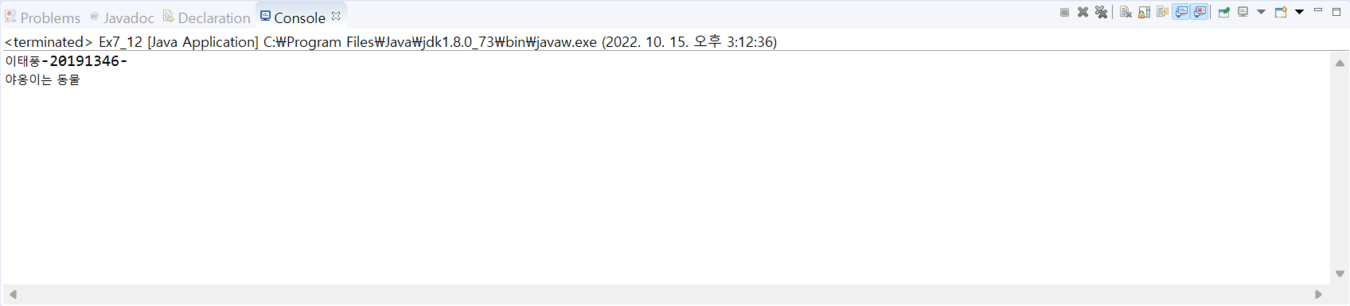 Problems Javadoc Declaration Console
<terminated> Ex7_12 [Java Application] C:₩Program Files₩Java₩jdk1.8.0_73₩bin₩javaw.exe (2022. 10. 15. 오후 3:12:36)
이태풍-20191346-
야옹이는 동물